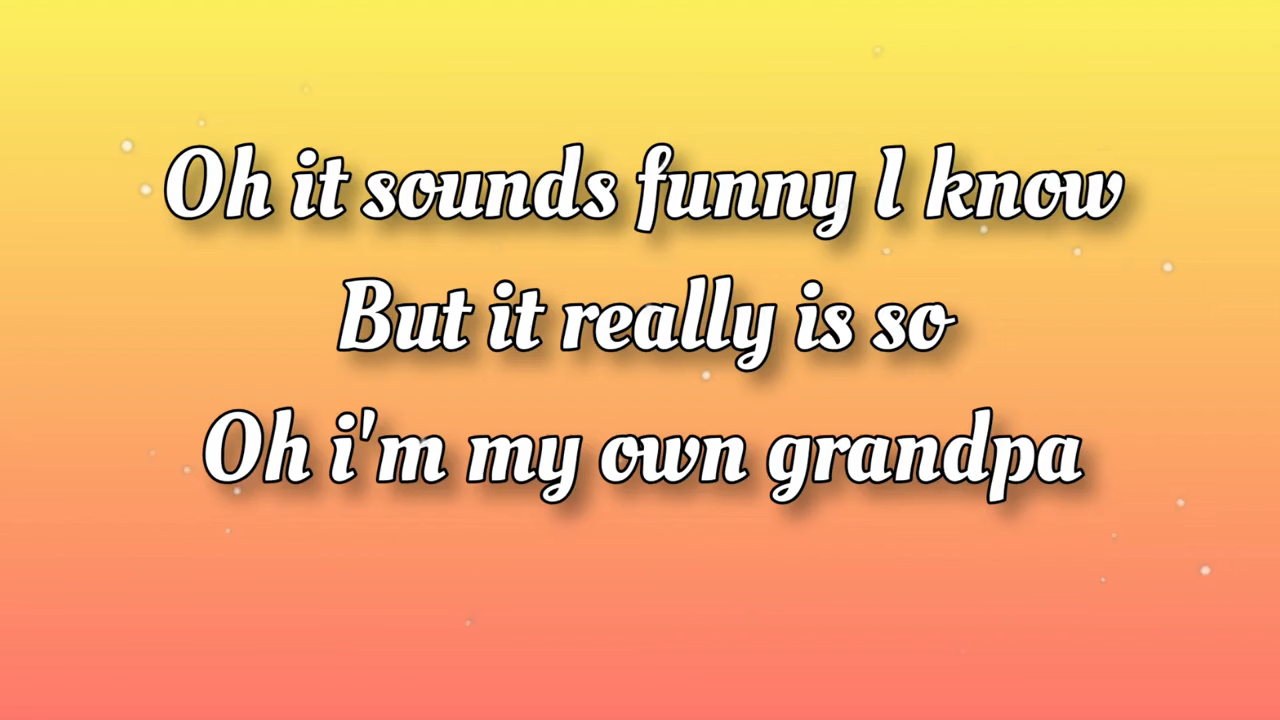 Oh it sounds funny I know
But it really is so
Oh i'm my own grandpa